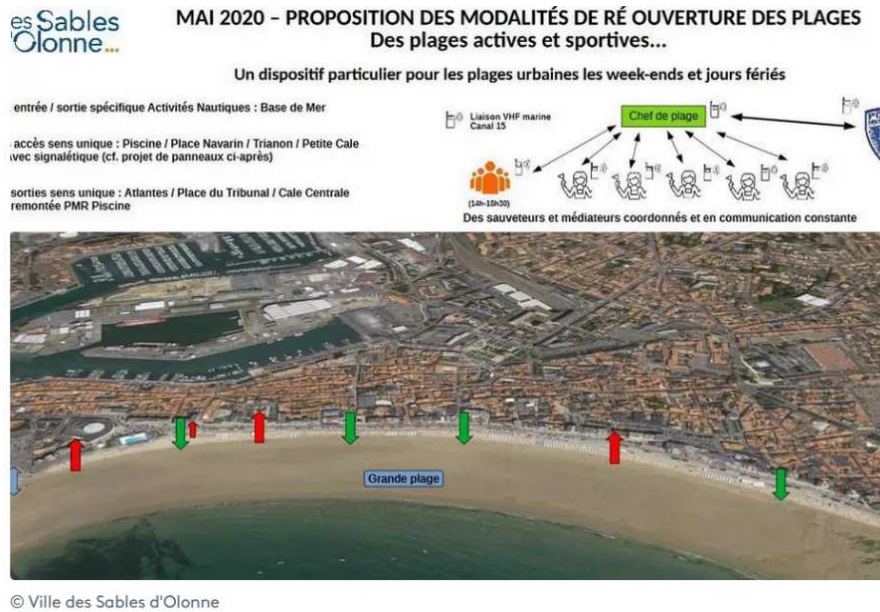 es Sables
Olonne...
MAI 2020 – PROPOSITION DES MODALITÉS DE RÉ OUVERTURE DES PLAGES
Des plages actives et sportives...
Un dispositif particulier pour les plages urbaines les week-ends et jours fériés
entrée / sortie spécifique Activités Nautiques : Base de Mer
Liaison VHF marine
Canal 15
Chef de plage
accès sens unique : Piscine / Place Navarin / Trianon / Petite Cale
avec signalétique (cf. projet de panneaux ci-après)
sorties sens unique : Atlantes / Place du Tribunal / Cale Centrale
remontée PMR Piscine
(14h-18h30)
Des sauveteurs et médiateurs coordonnés et en communication constante
Grande plage
© Ville des Sables d'Olonne